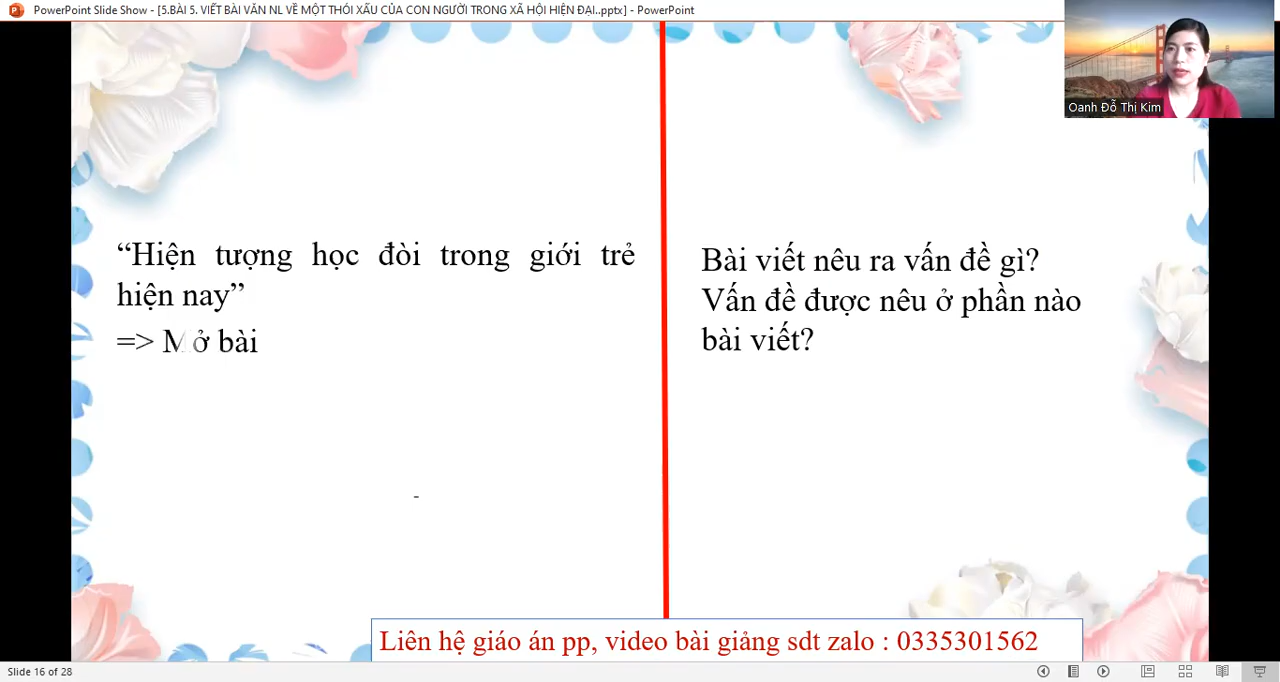 PowerPoint Slide Show - [5.BÀI 5. VIẾT BÀI VĂN NL VỀ MỘT THÓI XẤU CỦA CON NGƯỜI TRONG XÃ HỘI HIỆN ĐẠI..pptx] - PowerPoint
Oanh Đỗ Thị Kim
“Hiện tượng học đòi trong giới trẻ
hiện nay”
=> Mở bài
Bài viết nêu ra vấn đề gì?
Vấn đề được nêu ở phần nào
bài viết?
-
Liên hệ giáo án pp, video bài giảng sdt zalo : 0335301562
Slide 16 of 28